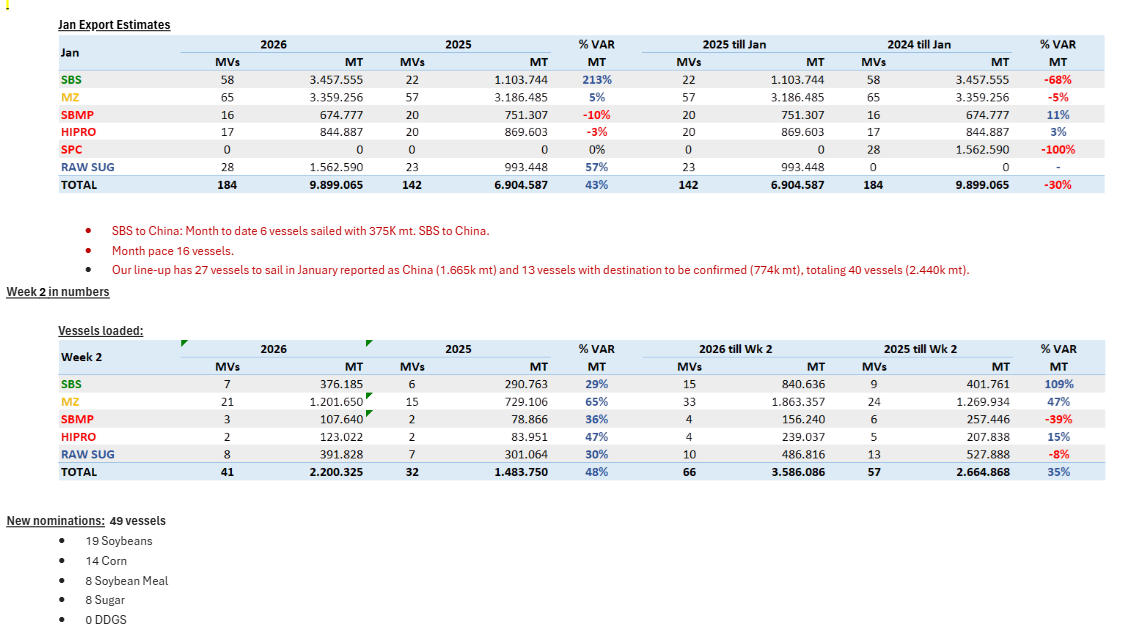 Jan Export Estimates
Jan 2026 2025 % VAR 2025 till Jan 2024 till Jan % VAR
MVs MT MVs MT MT MVs MT MVs MT MT
SBS 58 3.457.555 22 1.103.744 213% 22 1.103.744 58 3.457.555 -68%
MZ 65 3.359.256 57 3.186.485 5% 57 3.186.485 65 3.359.256 -5%
SBMP 16 674.777 20 751.307 -10% 20 751.307 16 674.777 11%
HIPRO 17 844.887 20 869.603 -3% 20 869.603 17 844.887 3%
SPC 0 0 0 0 0% 0 0 28 1.562.590 -100%
RAW SUG 28 1.562.590 23 993.448 57% 23 993.448 0 0 -
TOTAL 184 9.899.065 142 6.904.587 43% 142 6.904.587 184 9.899.065 -30%
• SBS to China: Month to date 6 vessels sailed with 375K mt. SBS to China.
• Month pace 16 vessels.
• Our line-up has 27 vessels to sail in January reported as China (1.665k mt) and 13 vessels with destination to be confirmed (774k mt), totaling 40 vessels (2.440k mt).
Week 2 in numbers
Vessels loaded:
Week 2 2026 2025 % VAR 2026 till Wk 2 2025 till Wk 2 % VAR
MVs MT MVs MT MT MVs MT MVs MT MT
SBS 7 376.185 6 290.763 29% 15 840.636 9 401.761 109%
MZ 21 1.201.650 15 729.106 65% 33 1.863.357 24 1.269.934 47%
SBMP 3 107.640 2 78.866 36% 4 156.240 6 257.446 -39%
HIPRO 2 123.022 2 83.951 47% 4 239.037 5 207.838 15%
RAW SUG 8 391.828 7 301.064 30% 10 486.816 13 527.888 -8%
TOTAL 41 2.200.325 32 1.483.750 48% 66 3.586.086 57 2.664.868 35%
New nominations: 49 vessels
• 19 Soybeans
• 14 Corn
• 8 Soybean Meal
• 8 Sugar
• 0 DDGS